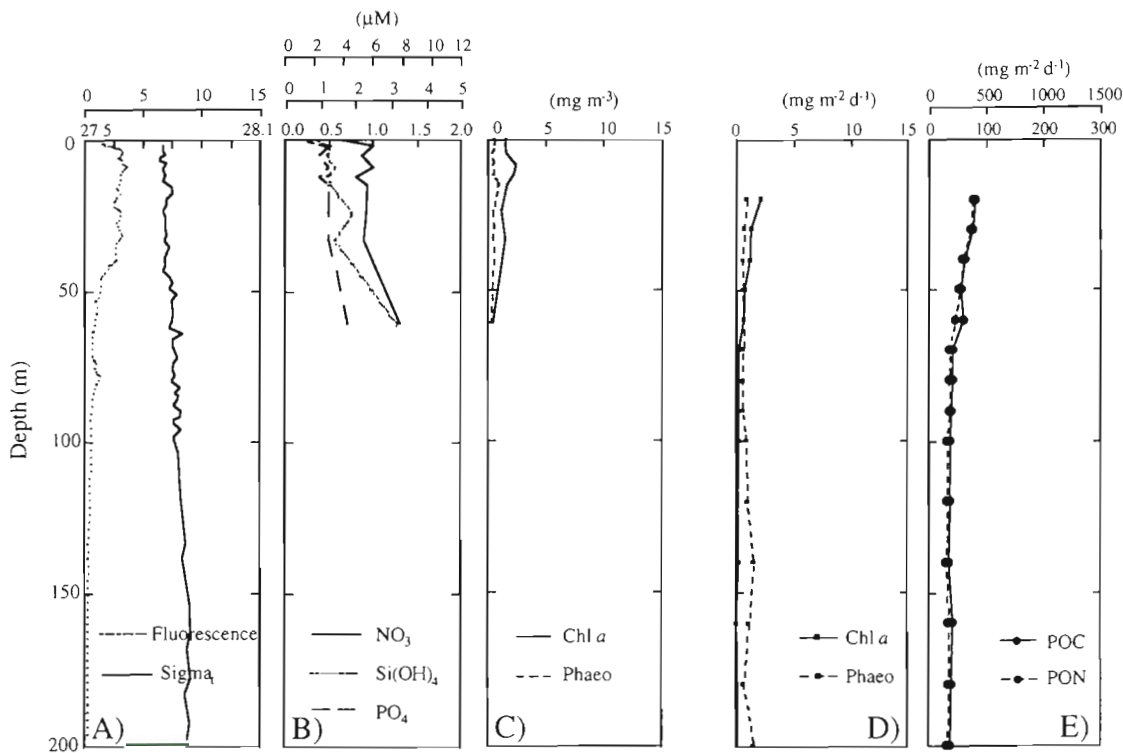 (μM)
0 2 4 6 8 10 12
0 5 10 15
0 1 2 3 4 5
(mg m-3)
(mg m-2 d-1)
(mg m-2 d-1)
0 500 1000 1500
27.5 28.1
0.0 0.5 1.0 2.0
0 5 10 15
0 5 10 15
0 100 200 300
0
50
100
150
200
Depth (m)
Fluorescence
Sigmat
A)
NO3
Si(OH)4
PO4
B)
Chl a
Phaeo
C)
Chl a
Phaeo
D)
POC
PON
E)